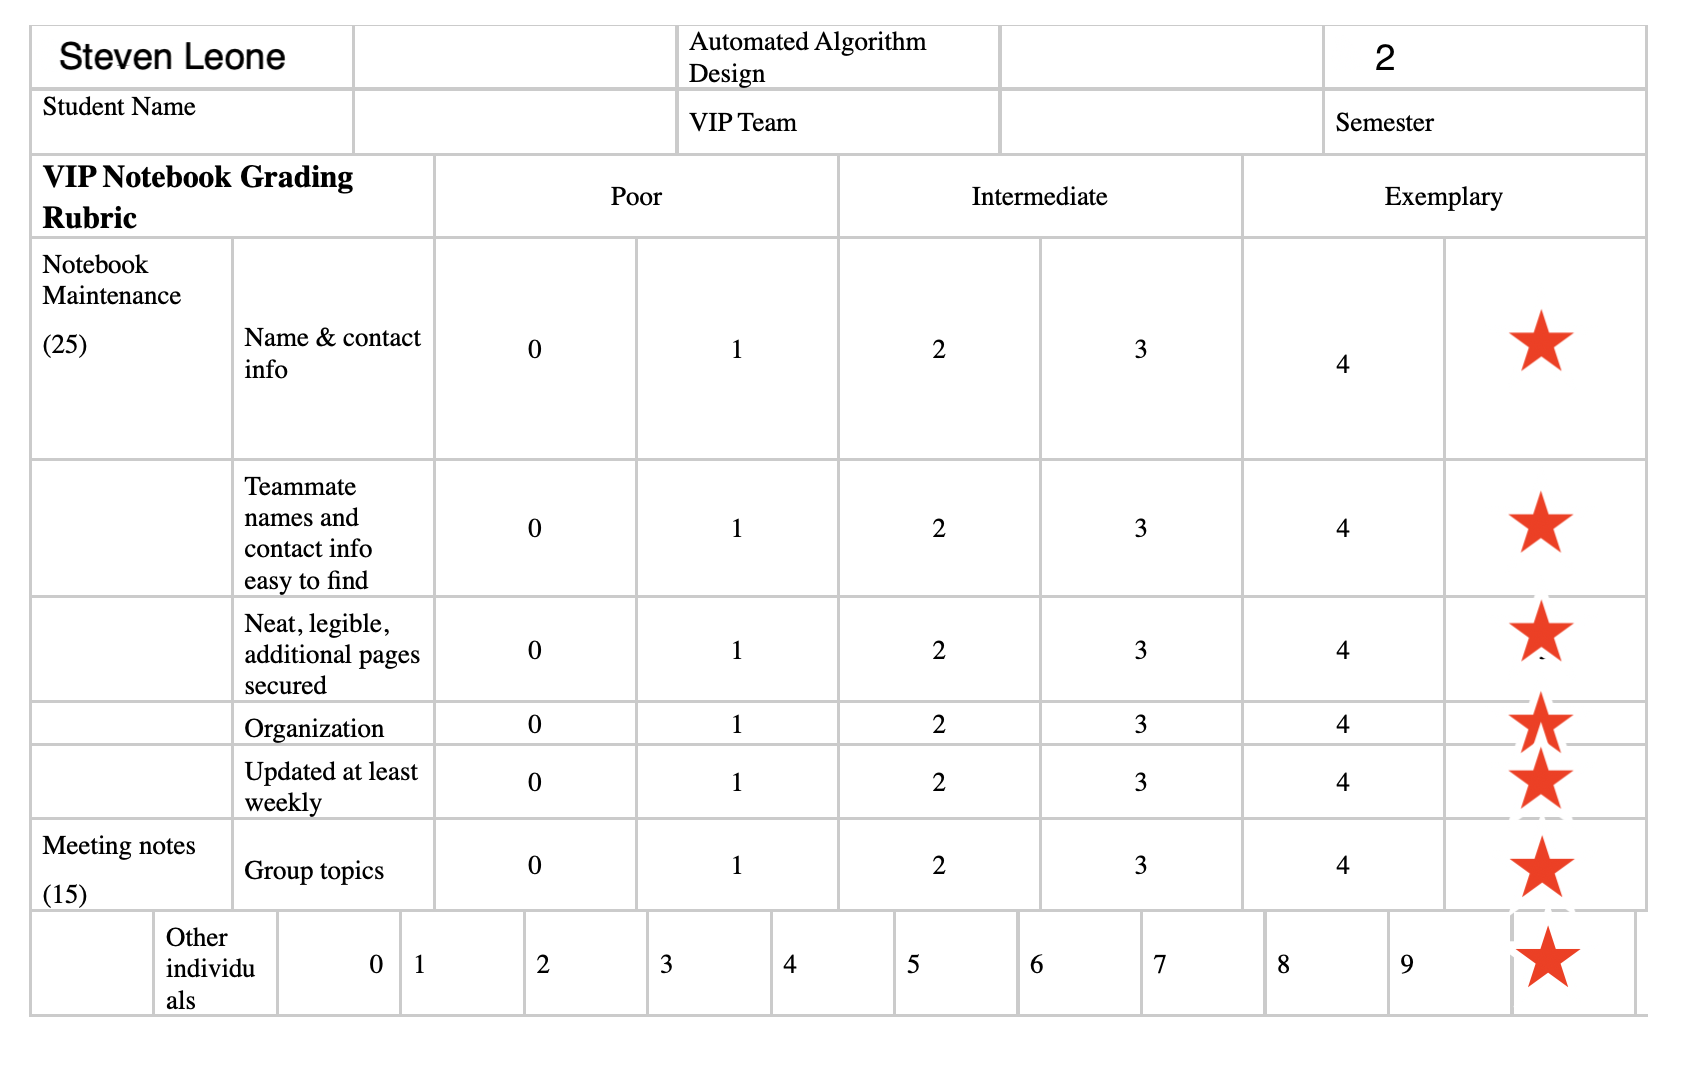 Steven Leone
Automated Algorithm
Design
2
Student Name
VIP Team
Semester
VIP Notebook Grading
Rubric
Poor
Intermediate
Exemplary
Notebook
Maintenance
(25)
Name & contact
info
0 1 2 3 4
Teammate
names and
contact info
easy to find
0 1 2 3 4
Neat, legible,
additional pages
secured
0 1 2 3 4
Organization
0 1 2 3 4
Updated at least
weekly
0 1 2 3 4
Meeting notes
(15)
Group topics
0 1 2 3 4
Other
individu
als
0 1 2 3 4 5 6 7 8 9